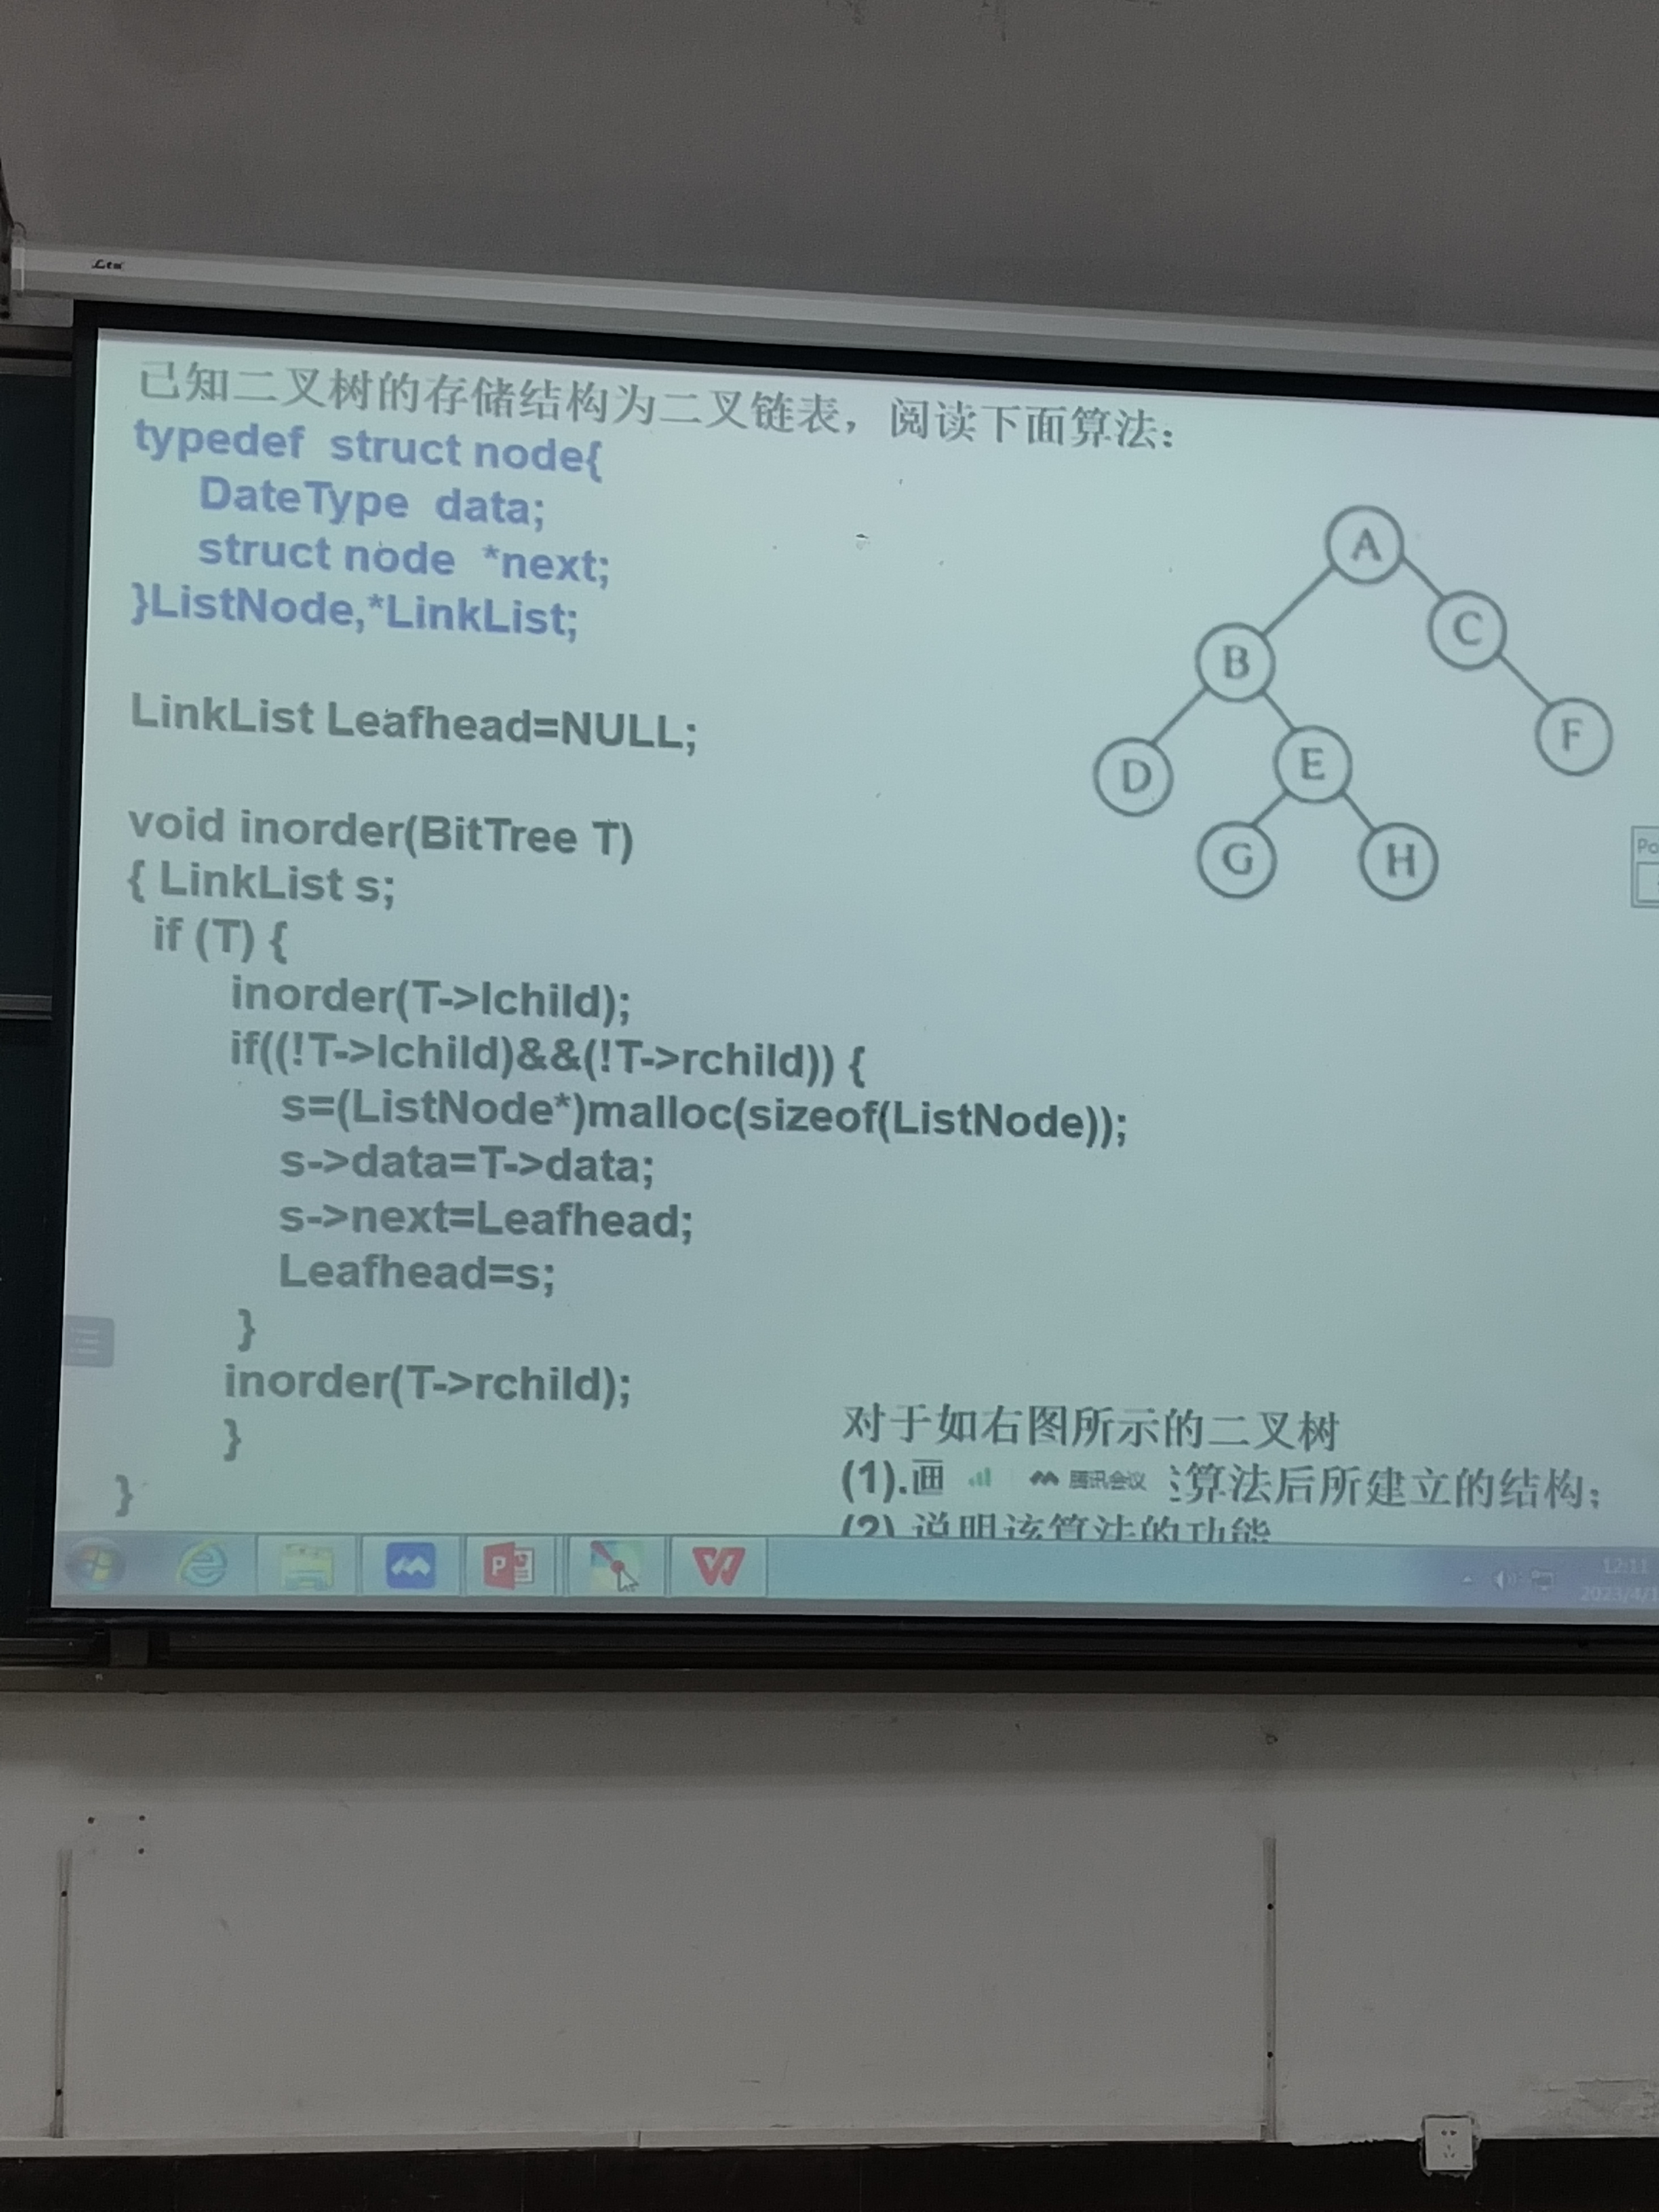 已知二叉树的存储结构为二叉链表，阅读下面算法：
typedef struct node{
DateType data;
struct node *next;
}ListNode,*LinkList;
LinkList Leafhead=NULL;
void inorder(BitTree T)
{ LinkList s;
if (T) {
inorder(T->lchild);
if((!T->lchild)&&(!T->rchild)) {
s=(ListNode*)malloc(sizeof(ListNode));
s->data=T->data;
s->next=Leafhead;
Leafhead=s;
}
inorder(T->rchild);
}
}
A
C
B
F
D
E
G
H
Po
对于如右图所示的二叉树
(1).画 腾讯会议 算法后所建立的结构；
(2) 说明该算法的功能
P
12:11
2023/4/1